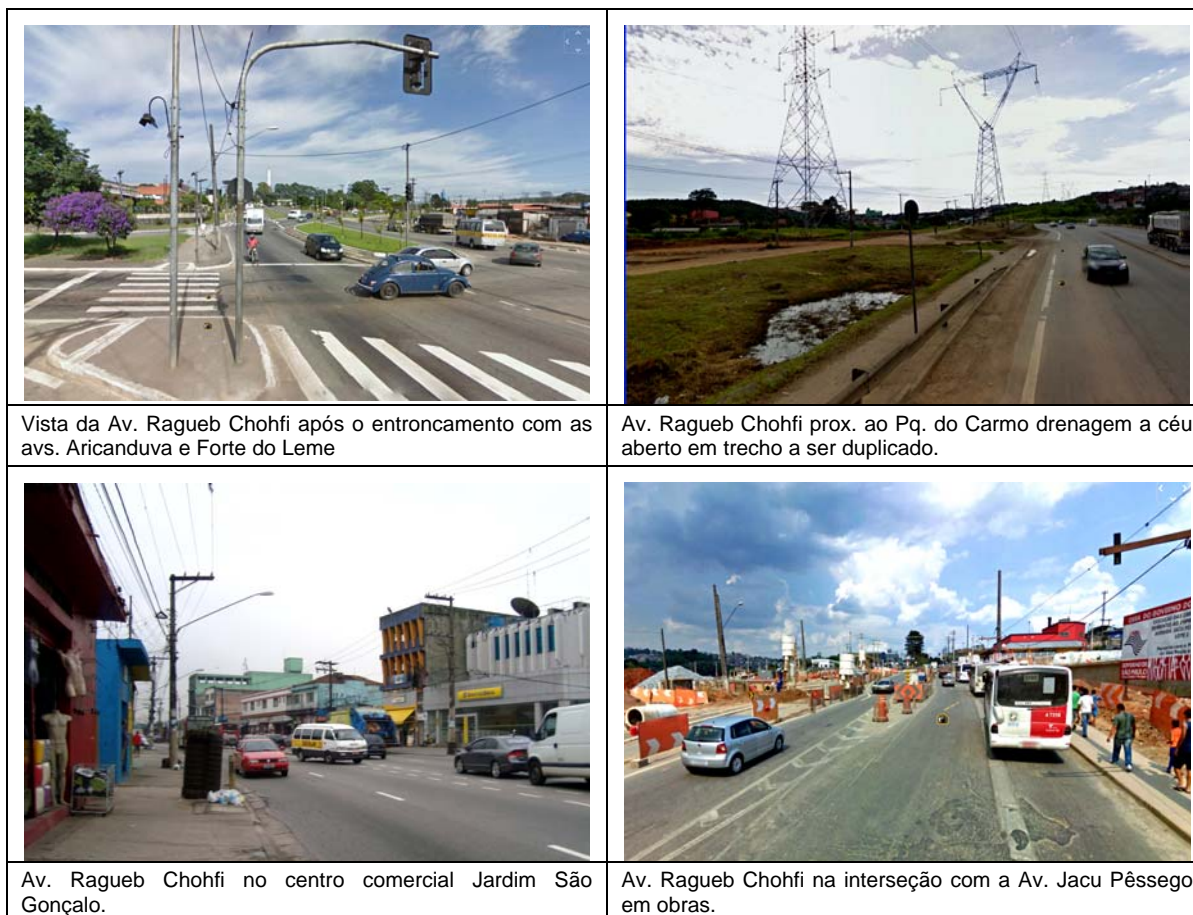 Vista da Av. Ragueb Chohfi após o entroncamento com as
avs. Aricanduva e Forte do Leme
Av. Ragueb Chohfi prox. ao Pq. do Carmo drenagem a céu
aberto em trecho a ser duplicado.
Av. Ragueb Chohfi no centro comercial Jardim São
Gonçalo.
Av. Ragueb Chohfi na interseção com a Av. Jacu Pêssego
em obras.